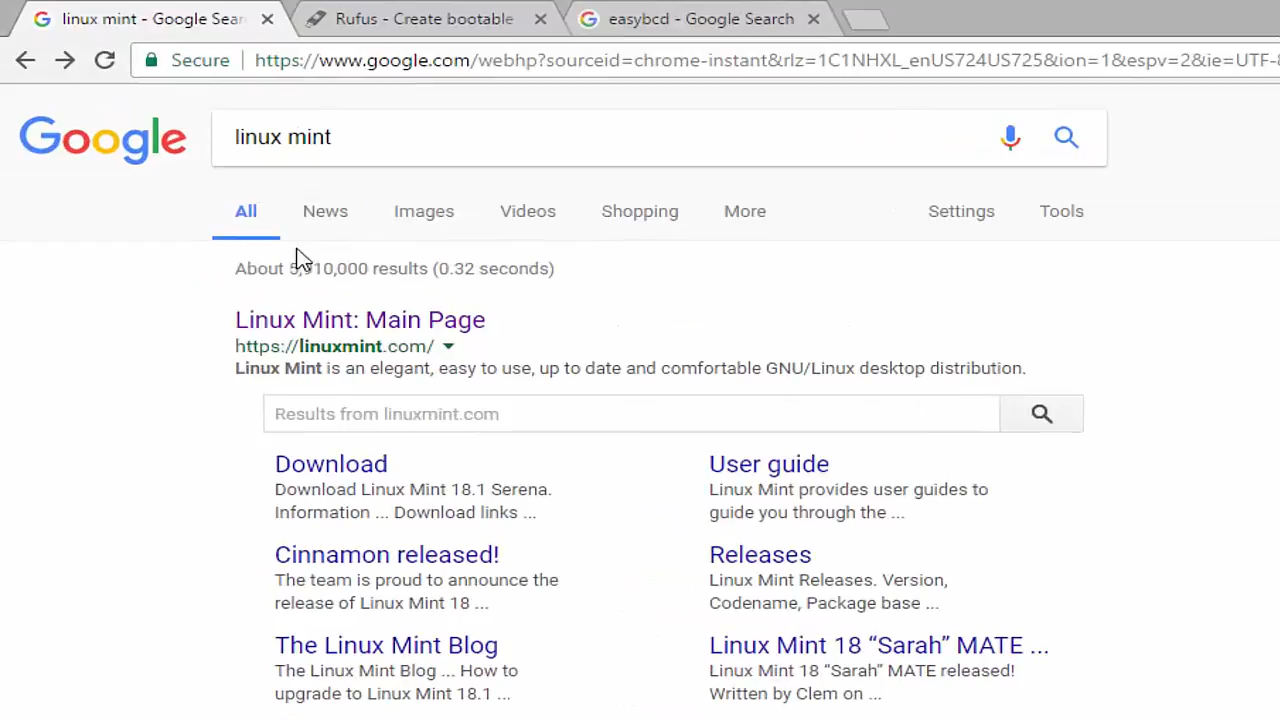 linux mint - Google Sear
Rufus - Create bootable
easybcd - Google Search
Secure
https://www.google.com/webhp?sourceid=chrome-instant&rlz=1C1NHXL_enUS724US725&ion=1&espv=2&ie=UTF-8
Google
linux mint
All
News
Images
Videos
Shopping
More
Settings
Tools
About results (0.32 seconds)
Linux Mint: Main Page
https://linuxmint.com/
Linux Mint is an elegant, easy to use, up to date and comfortable GNU/Linux desktop distribution.
Results from linuxmint.com
Download
Download Linux Mint 18.1 Serena.
Information ... Download links ...
User guide
Linux Mint provides user guides to
guide you through the ...
Cinnamon released!
The team is proud to announce the
release of Linux Mint 18 ...
Releases
Linux Mint Releases. Version,
Codename, Package base ...
The Linux Mint Blog
The Linux Mint Blog ... How to
upgrade to Linux Mint 18.1 ...
Linux Mint 18 “Sarah” MATE ...
Linux Mint 18 “Sarah” MATE released!
Written by Clem on ...